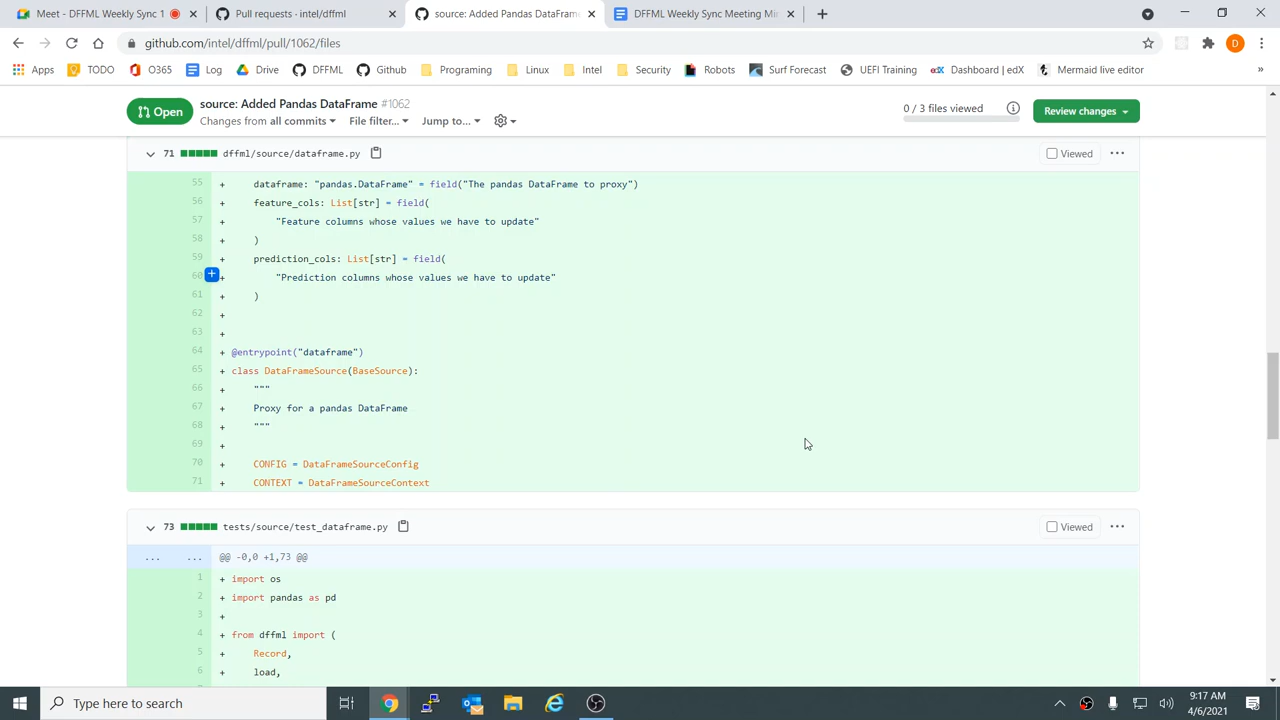 Meet - DFFML Weekly Sync 1
Pull requests · intel/dffml
source: Added Pandas DataFrame
DFFML Weekly Sync Meeting Min
github.com/intel/dffml/pull/1062/files
D
Apps TODO O365 Log Drive DFFML Github Programing Linux Intel Security Robots Surf Forecast UEFI Training Dashboard | edX Mermaid live editor »
Open
source: Added Pandas DataFrame #1062
Changes from all commits File filter... Jump to...
0 / 3 files viewed
Review changes
71 dffml/source/dataframe.py
Viewed
55 + dataframe: "pandas.DataFrame" = field("The pandas DataFrame to proxy")
56 + feature_cols: List[str] = field(
57 + "Feature columns whose values we have to update"
58 + )
59 + prediction_cols: List[str] = field(
60 + "Prediction columns whose values we have to update"
61 + )
62 +
63 +
64 + @entrypoint("dataframe")
65 + class DataFrameSource(BaseSource):
66 + """
67 + Proxy for a pandas DataFrame
68 + """
69 +
70 + CONFIG = DataFrameSourceConfig
71 + CONTEXT = DataFrameSourceContext
73 tests/source/test_dataframe.py
Viewed
... ... @@ -0,0 +1,73 @@
1 + import os
2 + import pandas as pd
3 +
4 + from dffml import (
5 + Record,
6 + load,
Type here to search
9:17 AM
4/6/2021